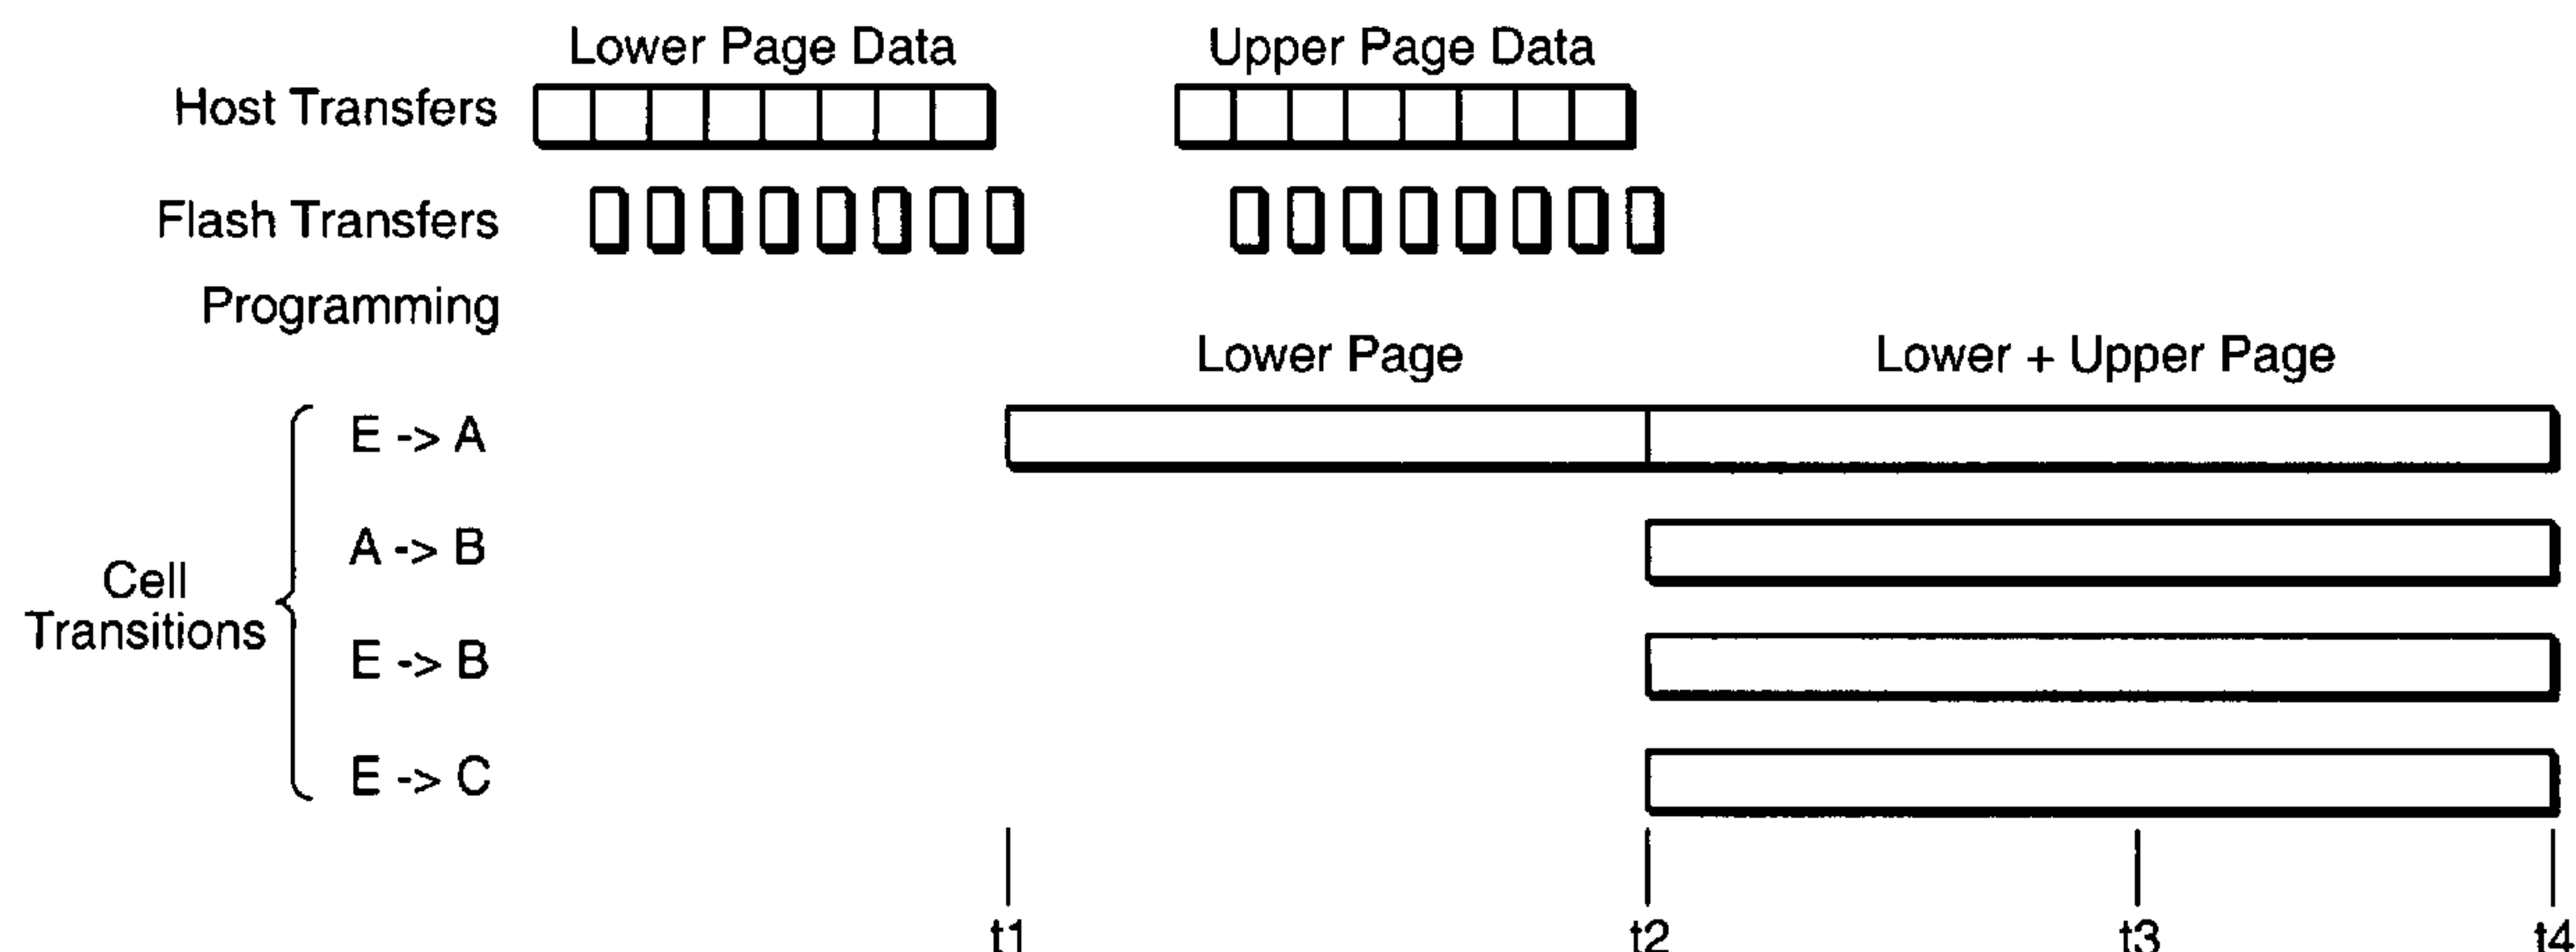 Lower Page Data
Upper Page Data
Host Transfers
Flash Transfers
Programming
Lower Page
Lower + Upper Page
Cell
Transitions
E -> A
A -> B
E -> B
E -> C
t1
t2
t3
t4